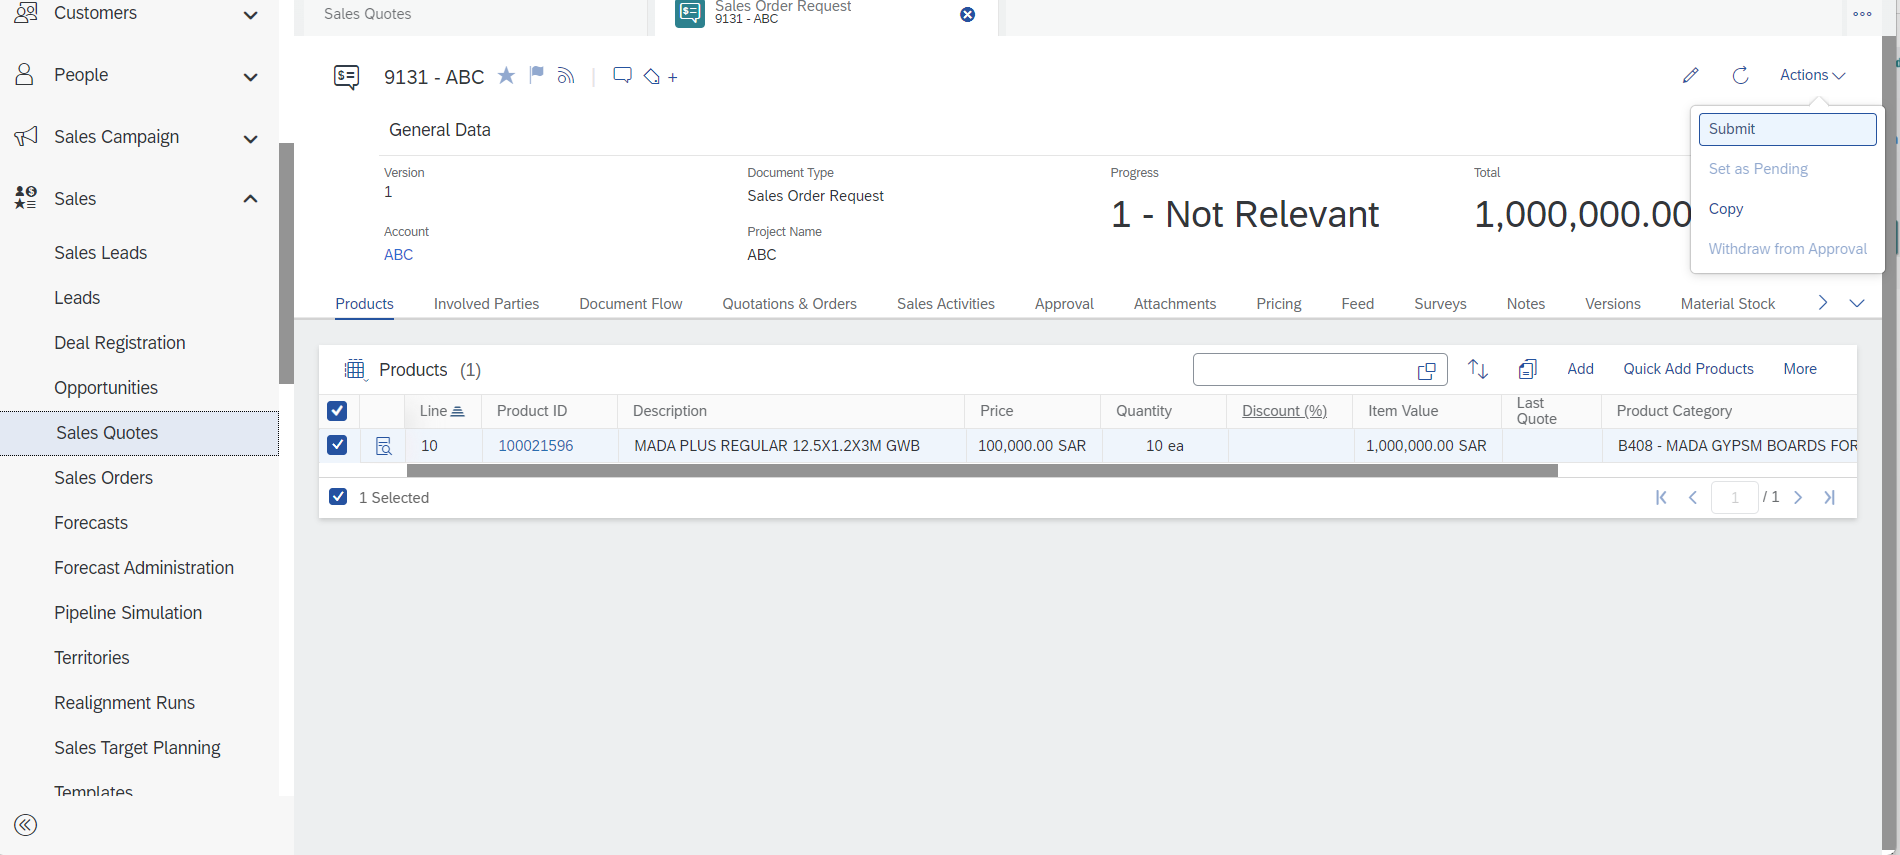 Customers
People
Sales Campaign
Sales
Sales Leads
Leads
Deal Registration
Opportunities
Sales Quotes
Sales Orders
Forecasts
Forecast Administration
Pipeline Simulation
Territories
Realignment Runs
Sales Target Planning
Templates
Sales Quotes
Sales Order Request
9131 - ABC
9131 - ABC
Actions
Submit
Set as Pending
Copy
Withdraw from Approval
General Data
Version
1
Document Type
Sales Order Request
Progress
1 - Not Relevant
Total
1,000,000.00
Account
ABC
Project Name
ABC
Products Involved Parties Document Flow Quotations & Orders Sales Activities Approval Attachments Pricing Feed Surveys Notes Versions Material Stock
Products (1)
Add Quick Add Products More
Line Product ID Description Price Quantity Discount (%) Item Value Last Quote Product Category
10 100021596 MADA PLUS REGULAR 12.5X1.2X3M GWB 100,000.00 SAR 10 ea 1,000,000.00 SAR B408 - MADA GYPSM BOARDS FOR
1 Selected
1 / 1